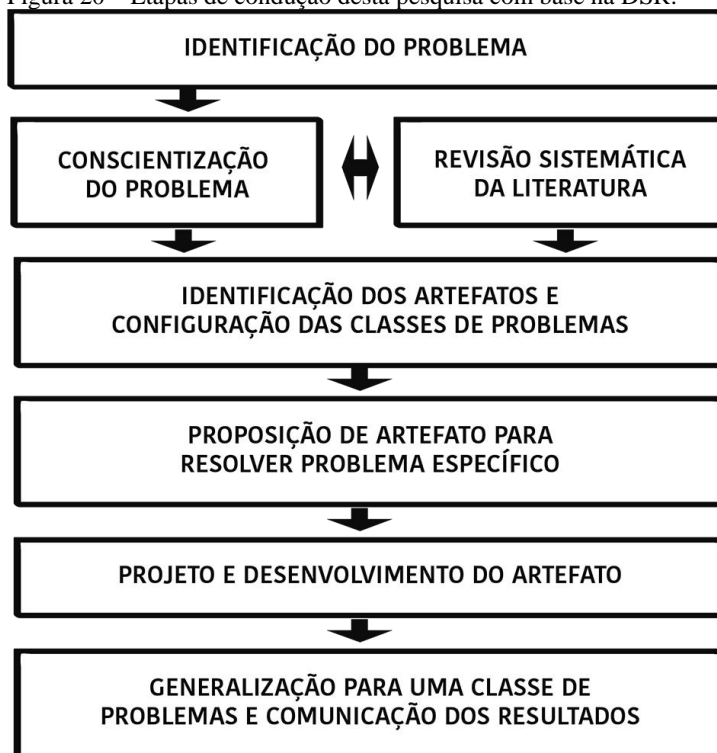 Figura 20 – Etapas de condução desta pesquisa com base na DSR.
IDENTIFICAÇÃO DO PROBLEMA
CONSCIENTIZAÇÃO
DO PROBLEMA
REVISÃO SISTEMÁTICA
DA LITERATURA
IDENTIFICAÇÃO DOS ARTEFATOS E
CONFIGURAÇÃO DAS CLASSES DE PROBLEMAS
PROPOSIÇÃO DE ARTEFATO PARA
RESOLVER PROBLEMA ESPECÍFICO
PROJETO E DESENVOLVIMENTO DO ARTEFATO
GENERALIZAÇÃO PARA UMA CLASSE DE
PROBLEMAS E COMUNICAÇÃO DOS RESULTADOS